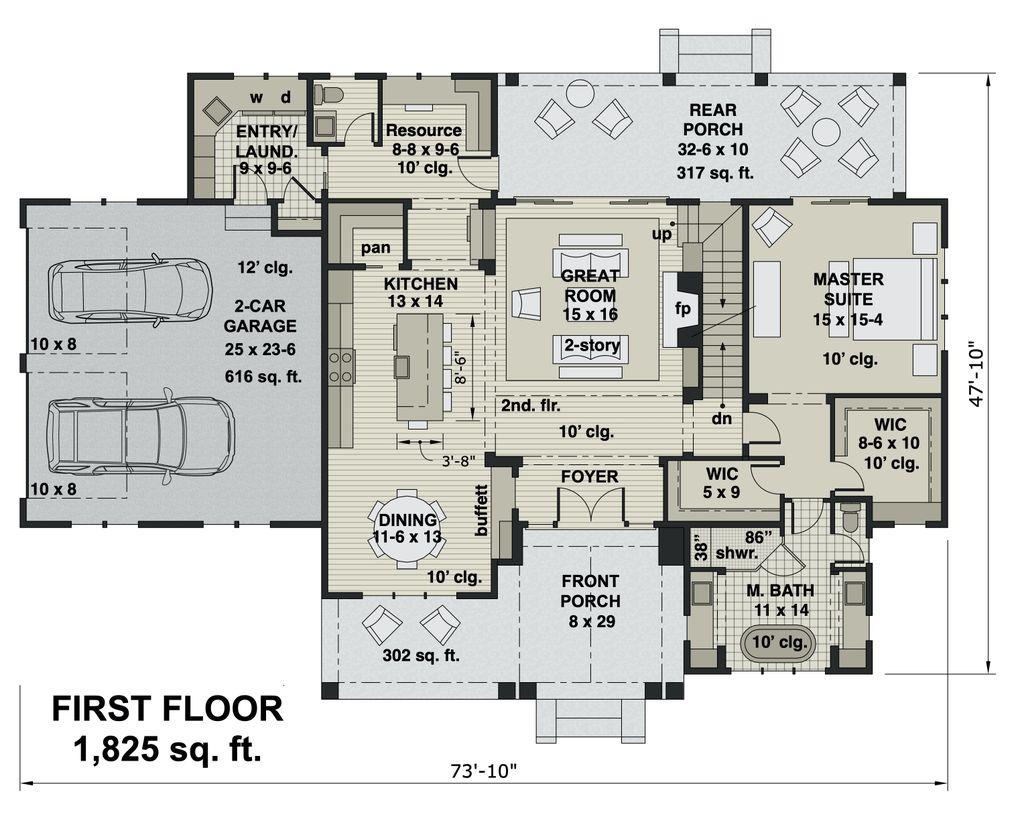 w d
ENTRY/
LAUND.
9 x 9-6
Resource
8-8 x 9-6
10' clg.
REAR
PORCH
32-6 x 10
317 sq. ft.
12' clg.
2-CAR
GARAGE
25 x 23-6
616 sq. ft.
10 x 8
10 x 8
pan
KITCHEN
13 x 14
8'-6"
3'-8"
GREAT
ROOM
15 x 16
2-story
up
fp
dn
2nd. flr.
10' clg.
MASTER
SUITE
15 x 15-4
10' clg.
47'-10"
WIC
8-6 x 10
10' clg.
WIC
5 x 9
FOYER
buffett
DINING
11-6 x 13
10' clg.
38"
86"
shwr.
M. BATH
11 x 14
10' clg.
FRONT
PORCH
8 x 29
302 sq. ft.
FIRST FLOOR
1,825 sq. ft.
73'-10"